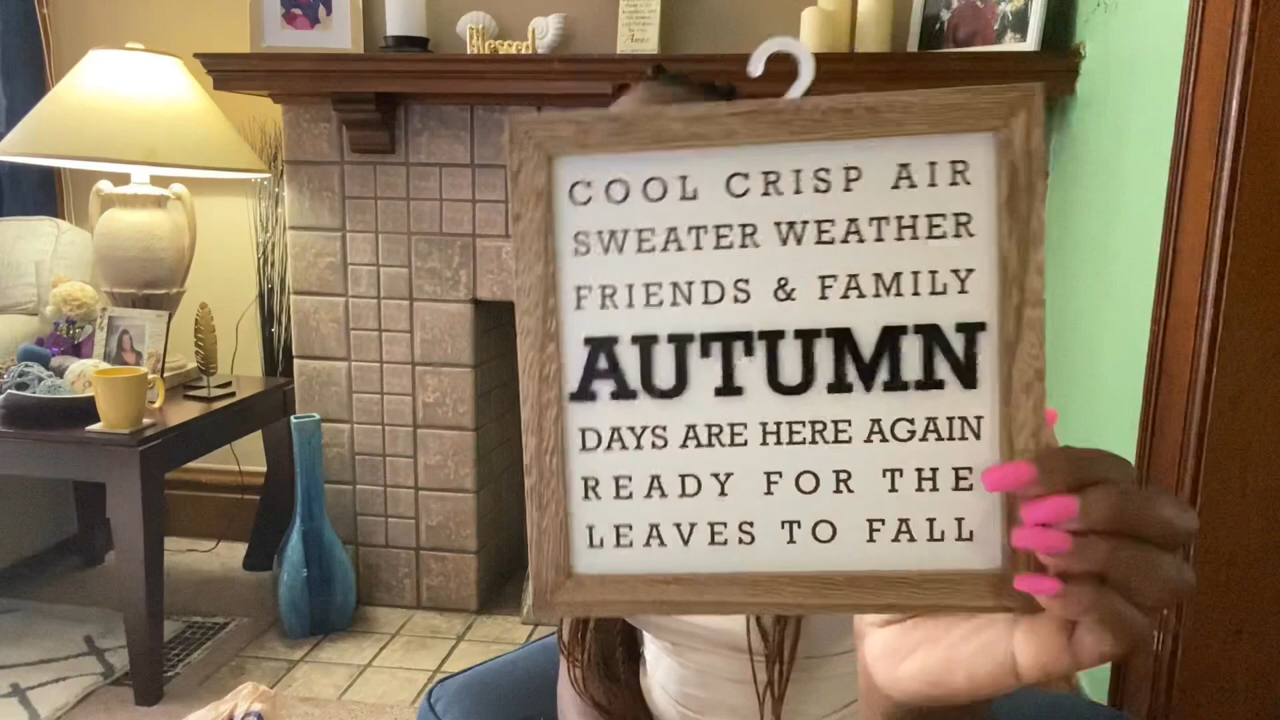 Blessed
COOL CRISP AIR
SWEATER WEATHER
FRIENDS & FAMILY
AUTUMN
DAYS ARE HERE AGAIN
READY FOR THE
LEAVES TO FALL